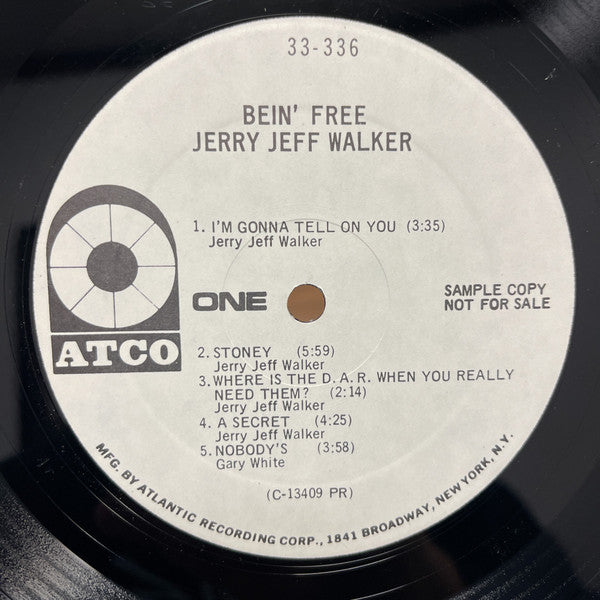 33-336
BEIN' FREE
JERRY JEFF WALKER
1. I'M GONNA TELL ON YOU (3:35)
Jerry Jeff Walker
ATCO
ONE
SAMPLE COPY
NOT FOR SALE
2. STONEY (5:59)
Jerry Jeff Walker
3. WHERE IS THE D.A.R. WHEN YOU REALLY
NEED THEM? (2:14)
Jerry Jeff Walker
4. A SECRET (4:25)
Jerry Jeff Walker
5. NOBODY'S (3:58)
Gary White
(C-13409 PR)
MFG. BY ATLANTIC RECORDING CORP., 1841 BROADWAY, NEW YORK, N.Y.